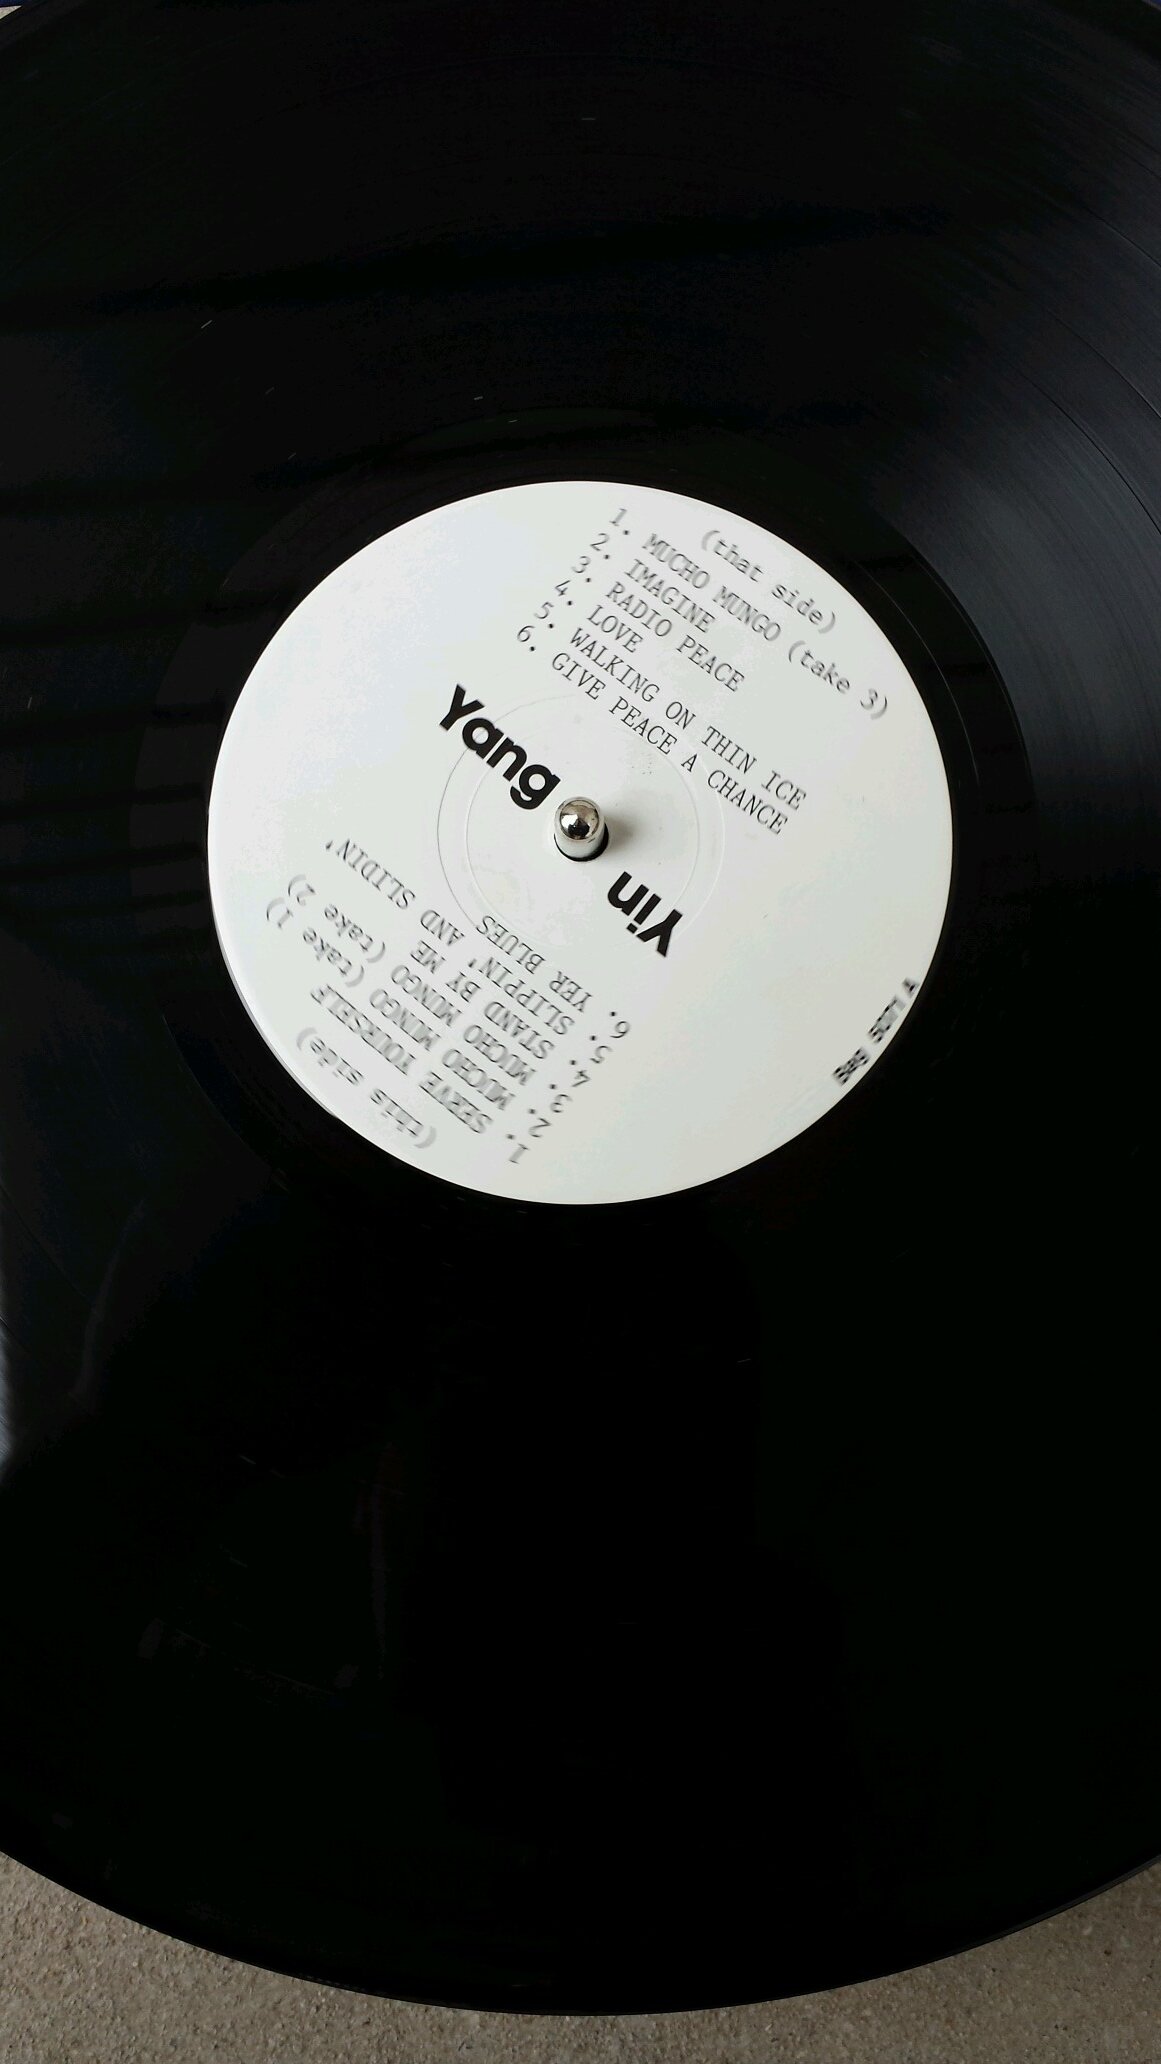 (that side)
1. MUCHO MUNGO (take 3)
2. IMAGINE
3. RADIO PEACE
4. LOVE
5. WALKING ON THIN ICE
6. GIVE PEACE A CHANCE
Yang
Yin
(this side)
1. SERVE YOURSELF
2. MUCHO MUNGO (take 1)
3. MUCHO MUNGO (take 2)
4. STAND BY ME
5. SLIPPIN' AND SLIDIN'
6. YER BLUES
Bag 5071 A